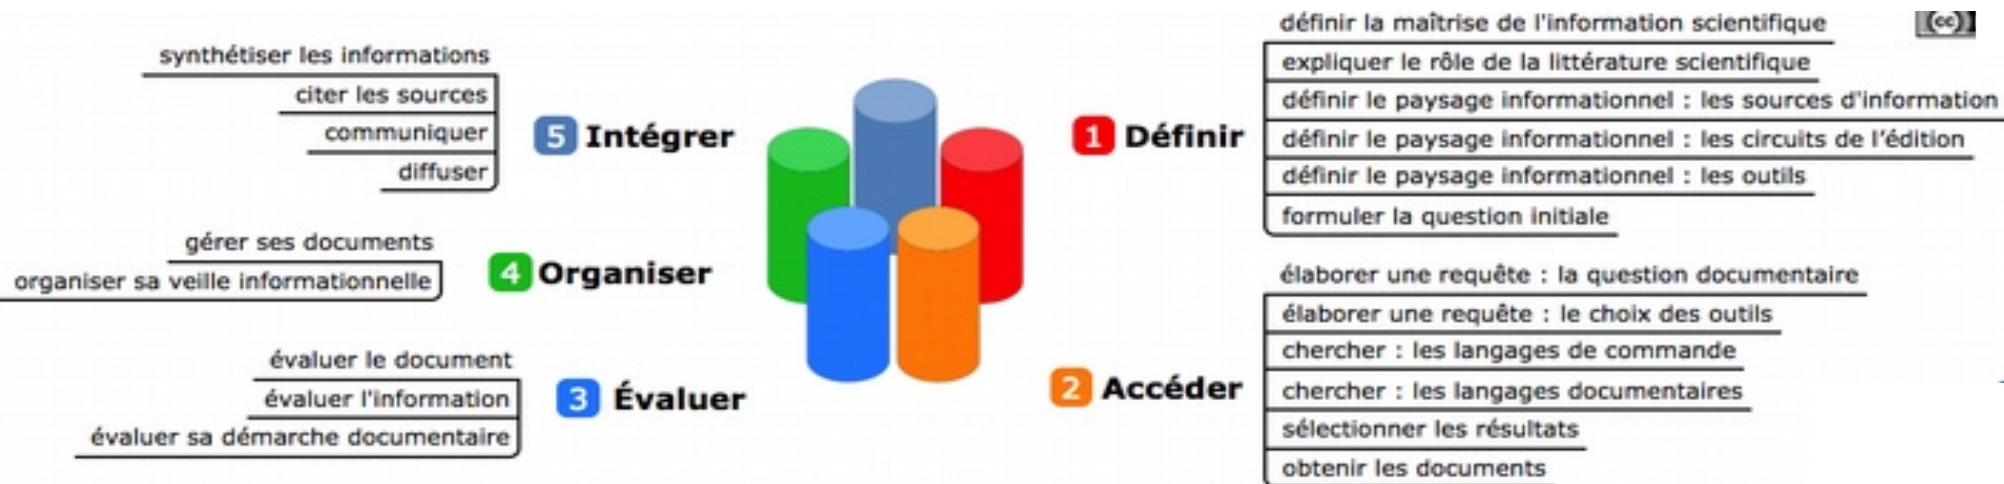 définir la maîtrise de l'information scientifique
(cc)
expliquer le rôle de la littérature scientifique
définir le paysage informationnel : les sources d'information
1 Définir
définir le paysage informationnel : les circuits de l'édition
définir le paysage informationnel : les outils
formuler la question initiale
élaborer une requête : la question documentaire
élaborer une requête : le choix des outils
chercher : les langages de commande
2 Accéder
chercher : les langages documentaires
sélectionner les résultats
obtenir les documents
3 Évaluer
évaluer le document
évaluer l'information
évaluer sa démarche documentaire
4 Organiser
gérer ses documents
organiser sa veille informationnelle
5 Intégrer
synthétiser les informations
citer les sources
communiquer
diffuser